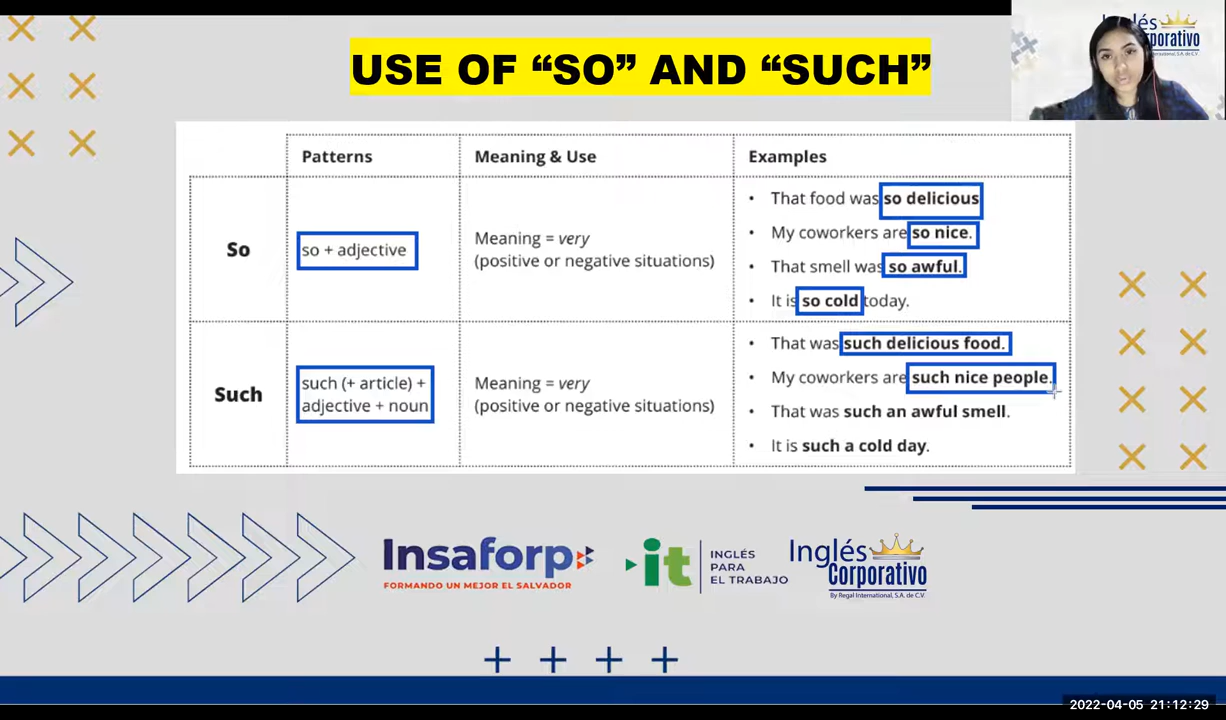 Inglés
Corporativo
USE OF “SO” AND “SUCH”
Patterns
Meaning & Use
Examples
So
so + adjective
Meaning = very
(positive or negative situations)
• That food was so delicious
• My coworkers are so nice.
• That smell was so awful.
• It is so cold today.
Such
such (+ article) +
adjective + noun
Meaning = very
(positive or negative situations)
• That was such delicious food.
• My coworkers are such nice people.
• That was such an awful smell.
• It is such a cold day.
Insaforp
FORMANDO UN MEJOR EL SALVADOR
it
INGLÉS
PARA
EL TRABAJO
Inglés
Corporativo
By Regal International, S.A. de C.V.
2022-04-05 21:12:29